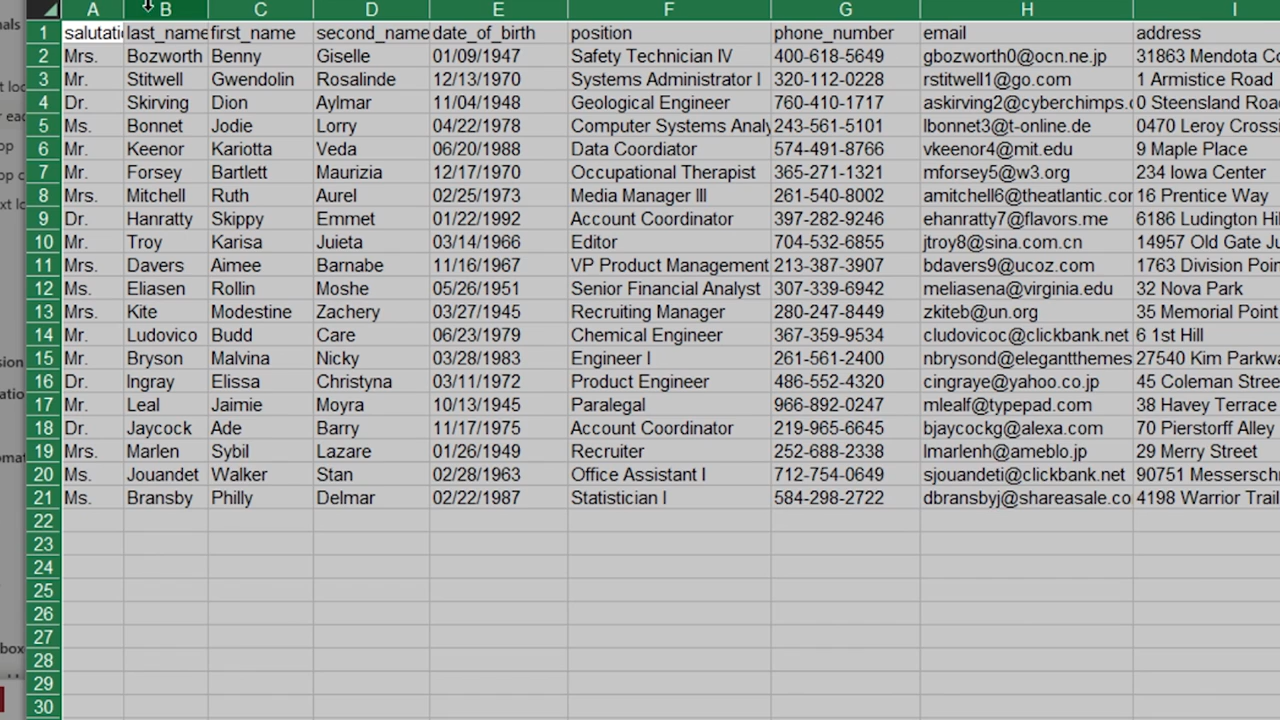 A B C D E F G H I
1 salutati last_name first_name second_name date_of_birth position phone_number email address
2 Mrs. Bozworth Benny Giselle 01/09/1947 Safety Technician IV 400-618-5649 gbozworth0@ocn.ne.jp 31863 Mendota Co
3 Mr. Stitwell Gwendolin Rosalinde 12/13/1970 Systems Administrator I 320-112-0228 rstitwell1@go.com 1 Armistice Road
4 Dr. Skirving Dion Aylmar 11/04/1948 Geological Engineer 760-410-1717 askirving2@cyberchimps.c 0 Steensland Roa
5 Ms. Bonnet Jodie Lorry 04/22/1978 Computer Systems Analy 243-561-5101 lbonnet3@t-online.de 0470 Leroy Crossi
6 Mr. Keenor Kariotta Veda 06/20/1988 Data Coordiator 574-491-8766 vkeenor4@mit.edu 9 Maple Place
7 Mr. Forsey Bartlett Maurizia 12/17/1970 Occupational Therapist 365-271-1321 mforsey5@w3.org 234 Iowa Center
8 Mrs. Mitchell Ruth Aurel 02/25/1973 Media Manager III 261-540-8002 amitchell6@theatlantic.com 16 Prentice Way
9 Dr. Hanratty Skippy Emmet 01/22/1992 Account Coordinator 397-282-9246 ehanratty7@flavors.me 6186 Ludington Hi
10 Mr. Troy Karisa Juieta 03/14/1966 Editor 704-532-6855 jtroy8@sina.com.cn 14957 Old Gate Ju
11 Mrs. Davers Aimee Barnabe 11/16/1967 VP Product Management 213-387-3907 bdavers9@ucoz.com 1763 Division Poin
12 Ms. Eliasen Rollin Moshe 05/26/1951 Senior Financial Analyst 307-339-6942 meliasena@virginia.edu 32 Nova Park
13 Mrs. Kite Modestine Zachery 03/27/1945 Recruiting Manager 280-247-8449 zkiteb@un.org 35 Memorial Point
14 Mr. Ludovico Budd Care 06/23/1979 Chemical Engineer 367-359-9534 cludovicoc@clickbank.net 6 1st Hill
15 Mr. Bryson Malvina Nicky 03/28/1983 Engineer I 261-561-2400 nbrysond@elegantthemes 27540 Kim Parkwa
16 Dr. Ingray Elissa Christyna 03/11/1972 Product Engineer 486-552-4320 cingraye@yahoo.co.jp 45 Coleman Stree
17 Mr. Leal Jaimie Moyra 10/13/1945 Paralegal 966-892-0247 mlealf@typepad.com 38 Havey Terrace
18 Dr. Jaycock Ade Barry 11/17/1975 Account Coordinator 219-965-6645 bjaycockg@alexa.com 70 Pierstorff Alley
19 Mrs. Marlen Sybil Lazare 01/26/1949 Recruiter 252-688-2338 lmarlenh@ameblo.jp 29 Merry Street
20 Ms. Jouandet Walker Stan 02/28/1963 Office Assistant I 712-754-0649 sjouandeti@clickbank.net 90751 Messersch
21 Ms. Bransby Philly Delmar 02/22/1987 Statistician I 584-298-2722 dbransbyj@shareasale.co 4198 Warrior Trail
22
23
24
25
26
27
28
29
30